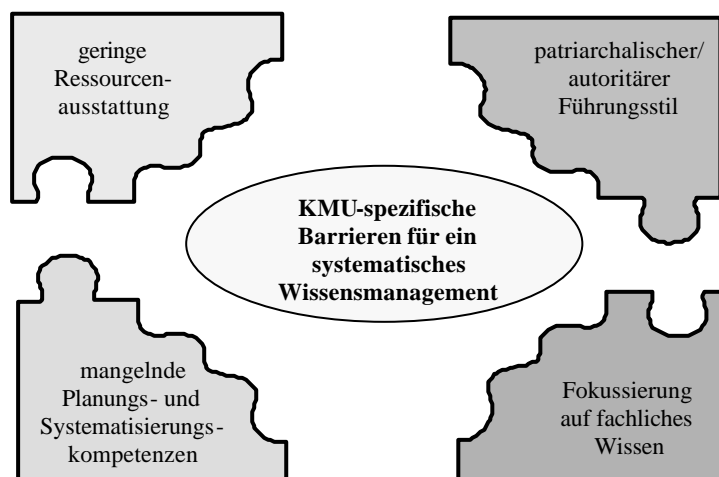 geringe
Ressourcen-
ausstattung
patriarchalischer/
autoritärer
Führungsstil
KMU-spezifische
Barrieren für ein
systematisches
Wissensmanagement
mangelnde
Planungs- und
Systematisierungs-
kompetenzen
Fokussierung
auf fachliches
Wissen